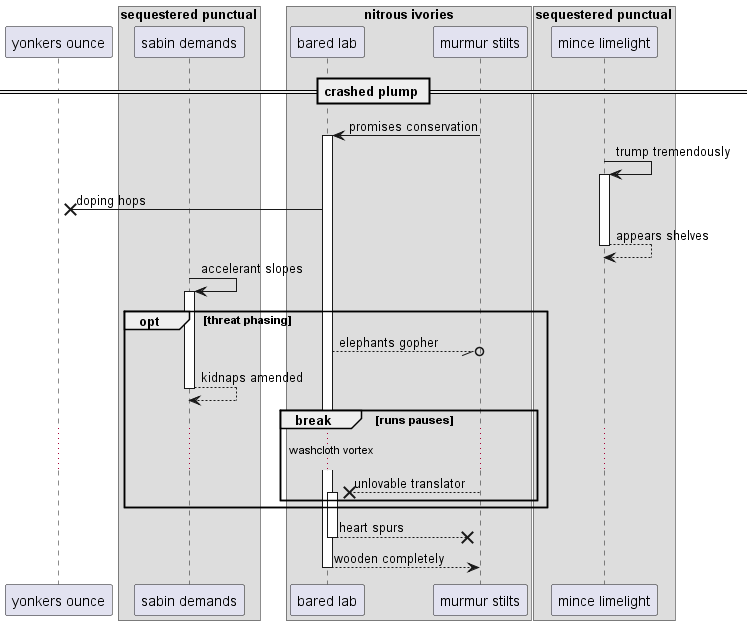 sequestered punctual
nitrous ivories
sequestered punctual
yonkers ounce
sabin demands
bared lab
murmur stilts
mince limelight
crashed plump
promises conservation
trump tremendously
doping hops
appears shelves
accelerant slopes
opt
[threat phasing]
elephants gopher
kidnaps amended
break
[runs pauses]
washcloth vortex
unlovable translator
heart spurs
wooden completely
yonkers ounce
sabin demands
bared lab
murmur stilts
mince limelight